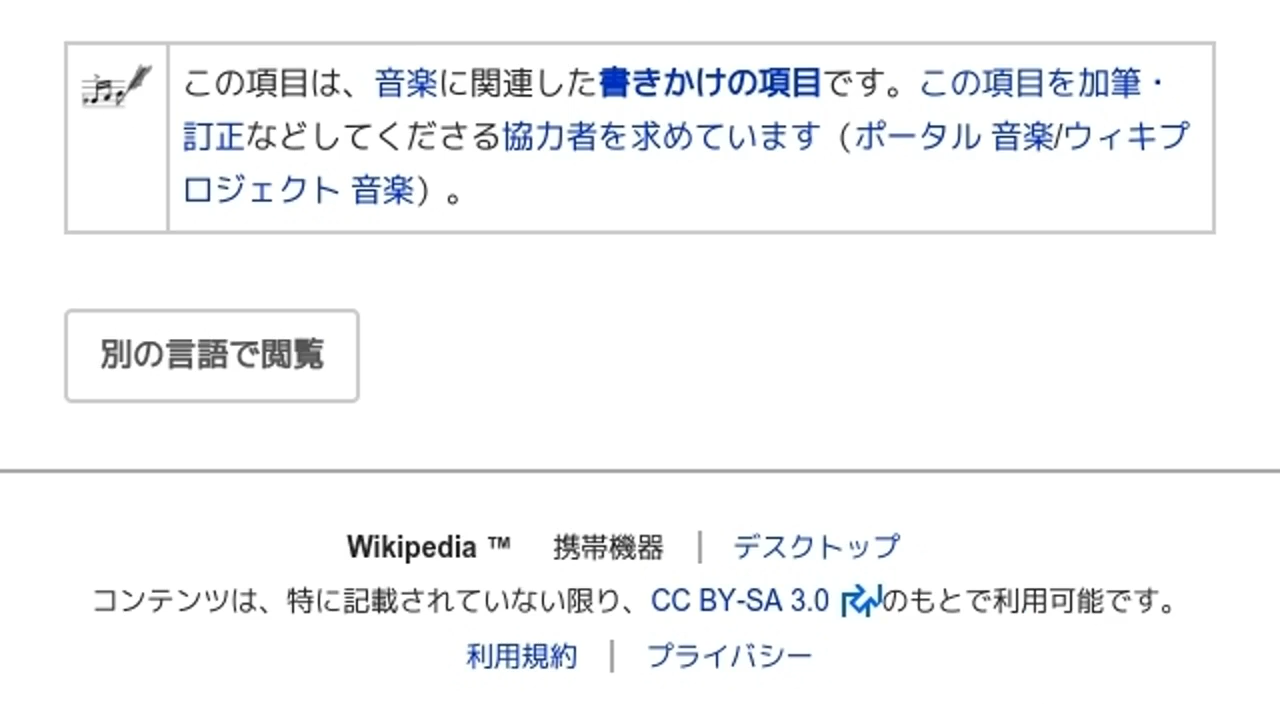 この項目は、音楽に関連した書きかけの項目です。この項目を加筆・
訂正などしてくださる協力者を求めています（ポータル 音楽/ウィキプ
ロジェクト 音楽）。
別の言語で閲覧
Wikipedia ™ 携帯機器 | デスクトップ
コンテンツは、特に記載されていない限り、CC BY-SA 3.0 のもとで利用可能です。
利用規約 | プライバシー